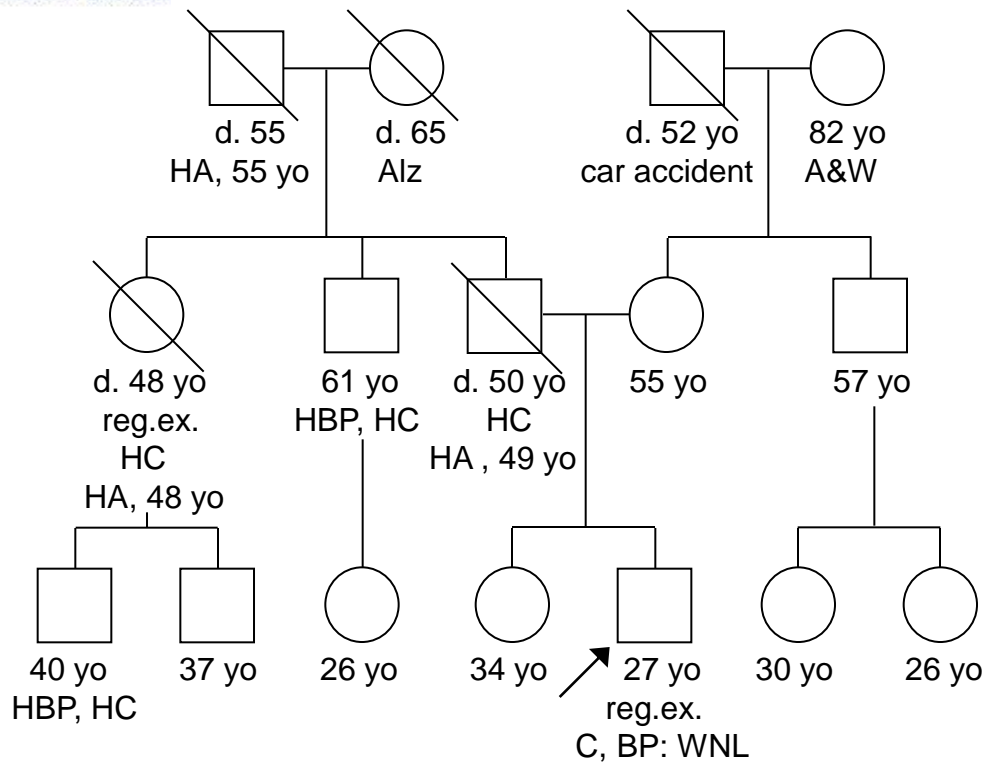 d. 55
HA, 55 yo
d. 65
Alz
d. 52 yo
car accident
82 yo
A&W
d. 48 yo
reg.ex.
HC
HA, 48 yo
61 yo
HBP, HC
d. 50 yo
HC
HA , 49 yo
55 yo
57 yo
40 yo
HBP, HC
37 yo
26 yo
34 yo
27 yo
reg.ex.
C, BP: WNL
30 yo
26 yo